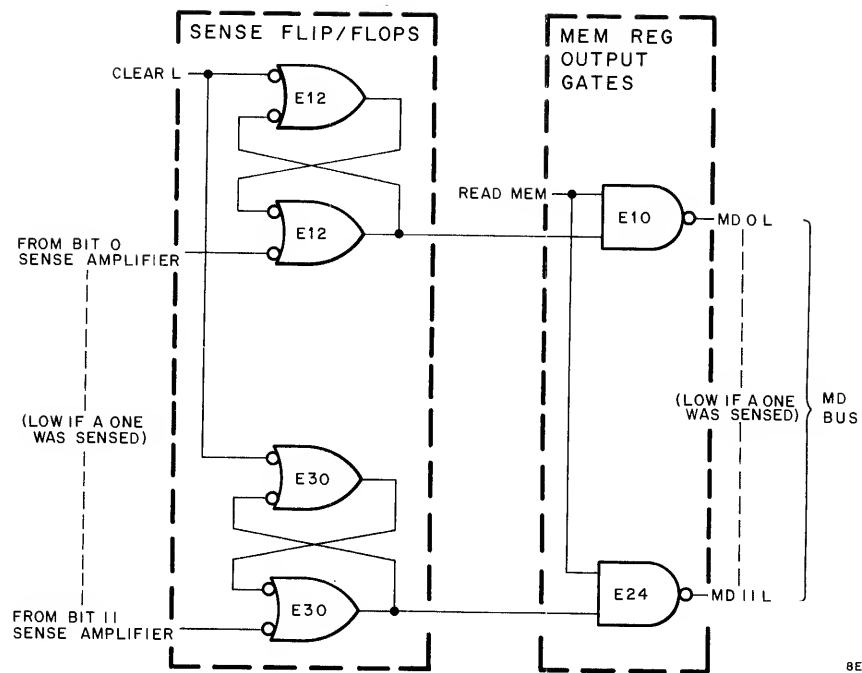 SENSE FLIP/FLOPS
MEM REG
OUTPUT
GATES
CLEAR L
E12
READ MEM
E10
MD 0 L
E12
FROM BIT 0
SENSE AMPLIFIER
(LOW IF A ONE
WAS SENSED)
(LOW IF A ONE
WAS SENSED)
MD
BUS
E30
E24
MD 11 L
E30
FROM BIT 11
SENSE AMPLIFIER
8E